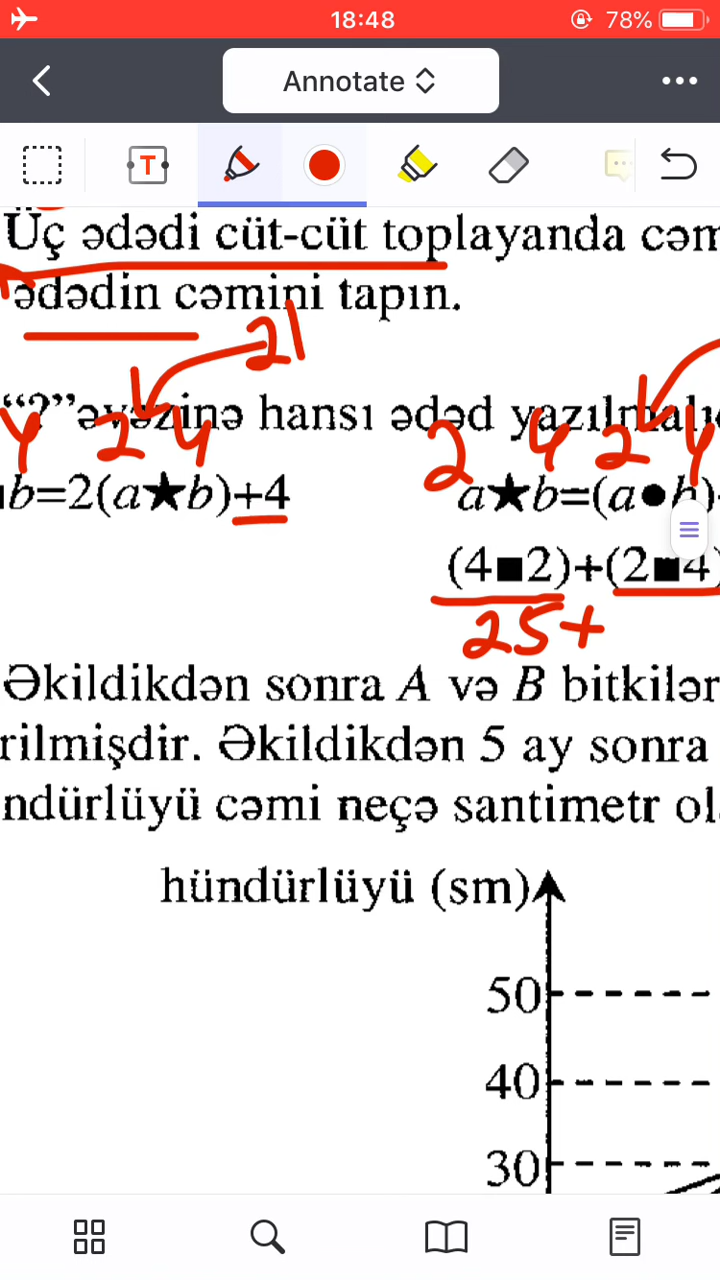 18:48 78%
Annotate
T
Üç ədədi cüt-cüt toplayanda cəm
ədədin cəmini tapın.
21
“?” əvəzinə hansı ədəd yazılmalı
4 2 4 2 4 2 4
b=2(a★b)+4 a★b=(a●b)
(4■2)+(2■4)
25+
Əkildikdən sonra A və B bitkilər
rilmişdir. Əkildikdən 5 ay sonra
ndürlüyü cəmi neçə santimetr ol
hündürlüyü (sm)
50
40
30